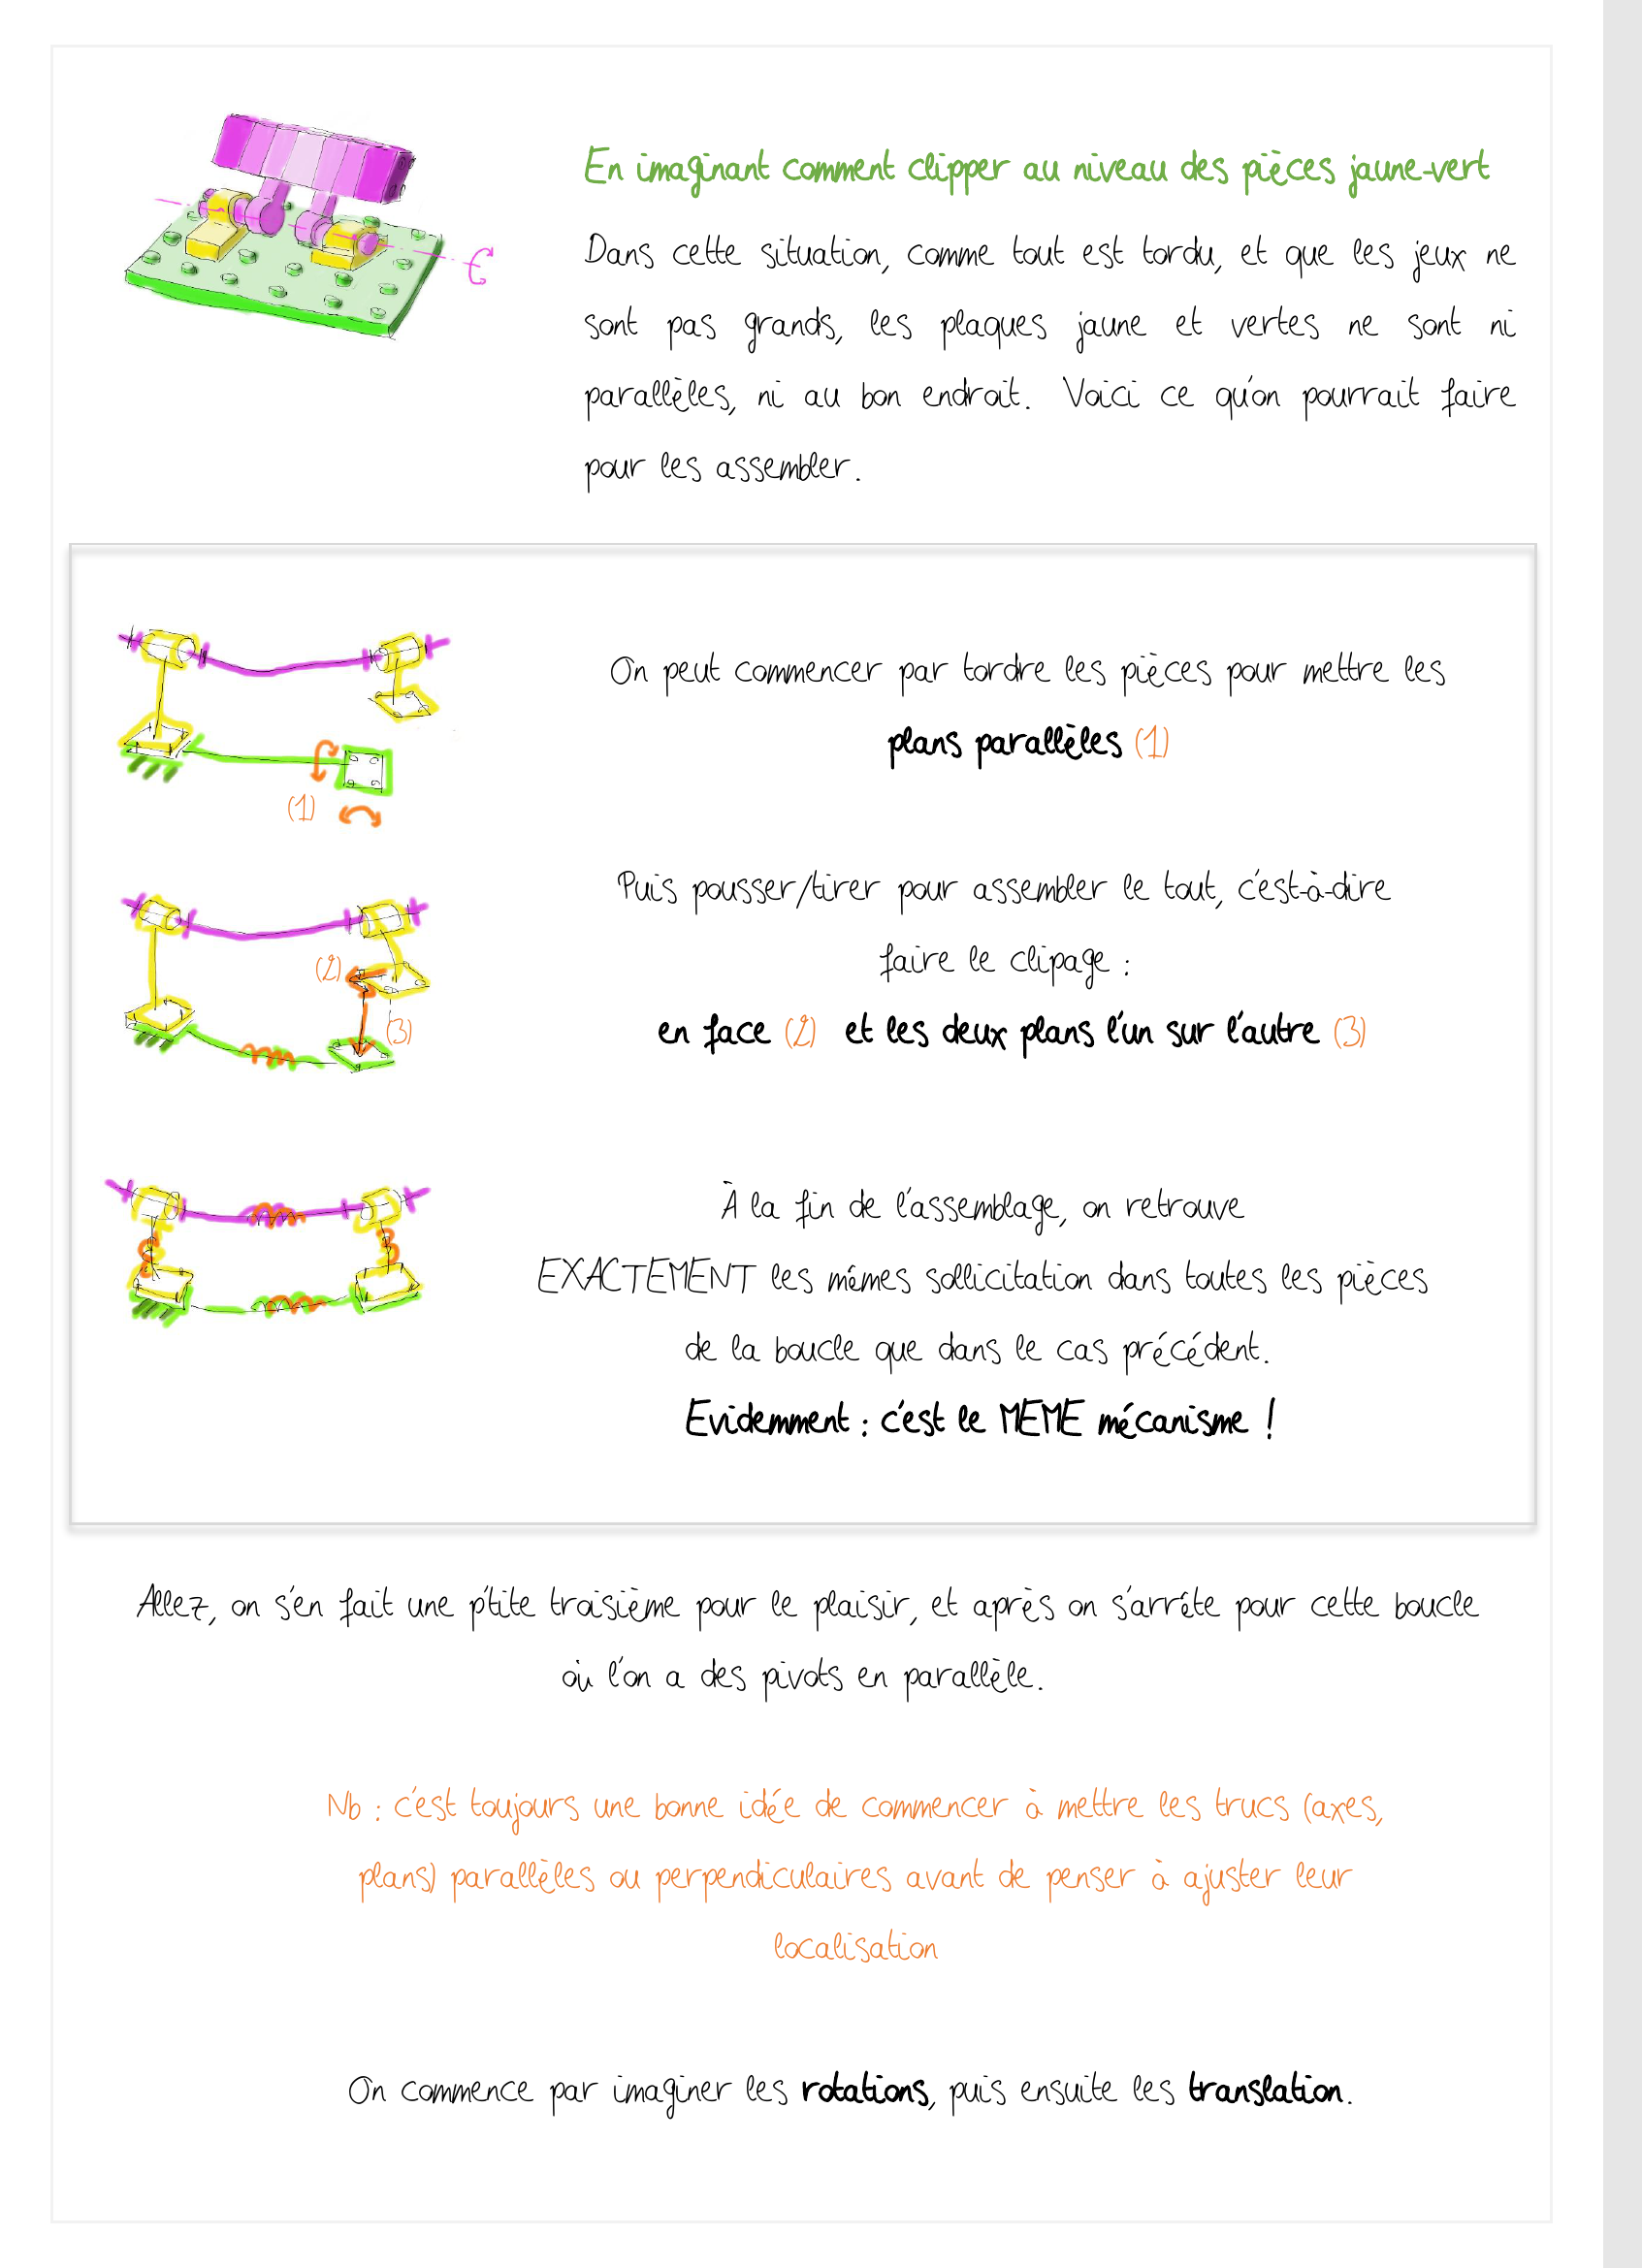 En imaginant comment clipper au niveau des pièces jaune-vert
Dans cette situation, comme tout est tordu, et que les jeux ne
sont pas grands, les plaques jaune et vertes ne sont ni
parallèles, ni au bon endroit. Voici ce qu'on pourrait faire
pour les assembler.
On peut commencer par tordre les pièces pour mettre les
plans parallèles (1)
(1)
Puis pousser/tirer pour assembler le tout, c'est-à-dire
faire le clipage :
en face (2) et les deux plans l'un sur l'autre (3)
(2)
(3)
À la fin de l'assemblage, on retrouve
EXACTEMENT les mêmes sollicitation dans toutes les pièces
de la boucle que dans le cas précédent.
Evidemment : c'est le MEME mécanisme !
Allez, on s'en fait une p'tite troisième pour le plaisir, et après on s'arrête pour cette boucle
où l'on a des pivots en parallèle.
Nb : c'est toujours une bonne idée de commencer à mettre les trucs (axes,
plans) parallèles ou perpendiculaires avant de penser à ajuster leur
localisation
On commence par imaginer les rotations, puis ensuite les translation.